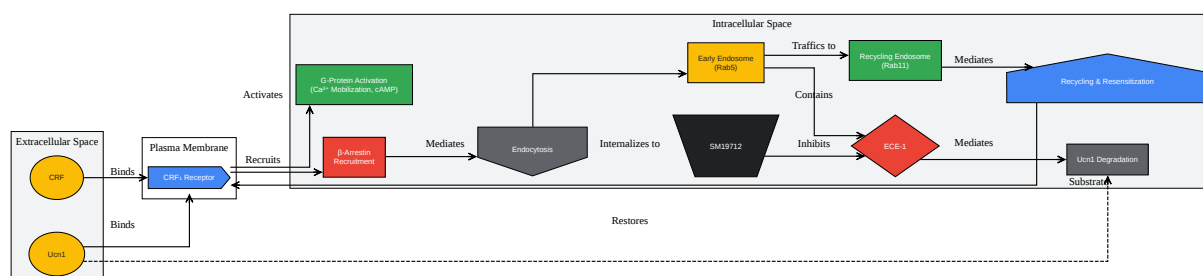 Intracellular Space
Early Endosome
(Rab5)
Traffics to
Recycling Endosome
(Rab11)
Mediates
Recycling & Resensitization
G-Protein Activation
(Ca²⁺ Mobilization, cAMP)
Activates
Contains
Extracellular Space
Plasma Membrane
CRF
Binds
CRF₁ Receptor
Recruits
β-Arrestin
Recruitment
Mediates
Endocytosis
Internalizes to
SM19712
Inhibits
ECE-1
Mediates
Ucn1 Degradation
Substrate
Ucn1
Binds
Restores